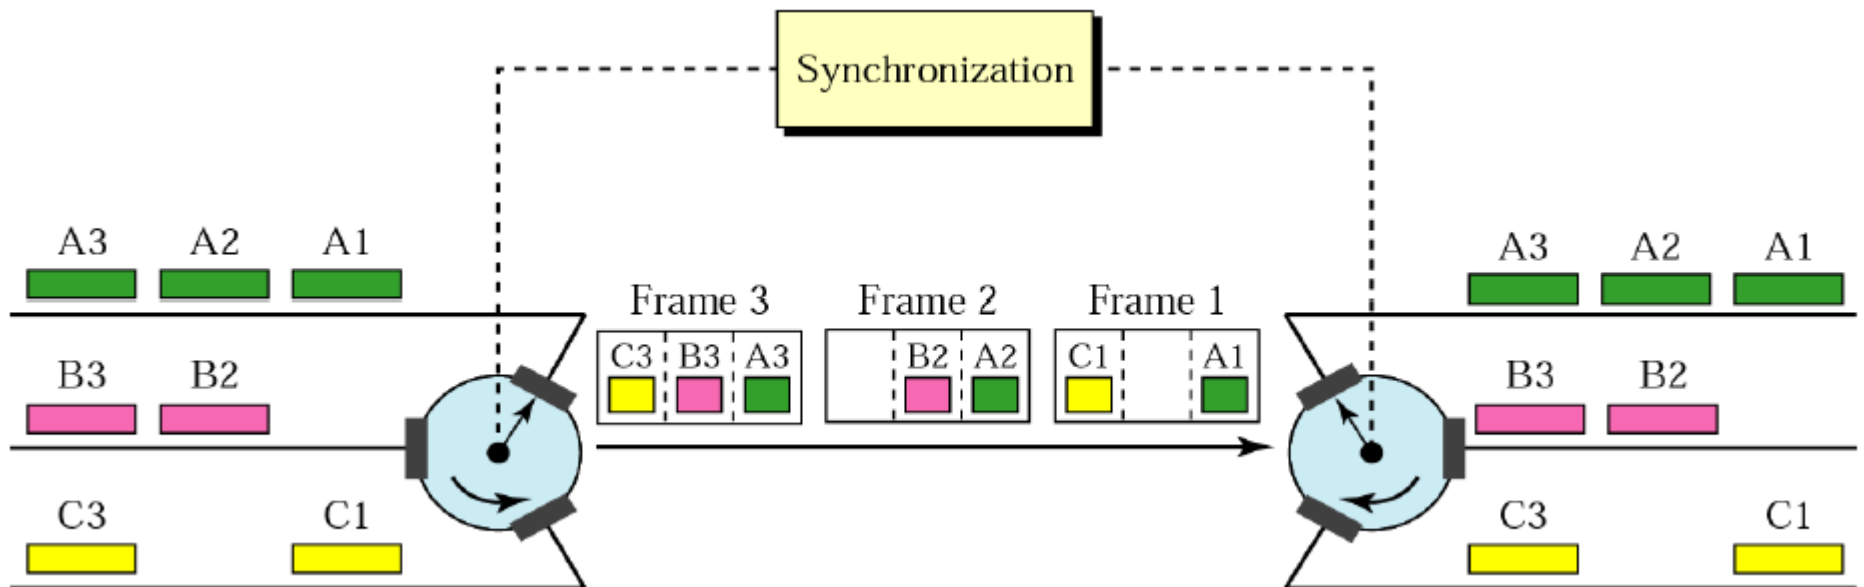 Synchronization
A3 A2 A1
A3 A2 A1
Frame 3 Frame 2 Frame 1
C3 B3 A3 B2 A2 C1 A1
B3 B2
B3 B2
C3 C1
C3 C1